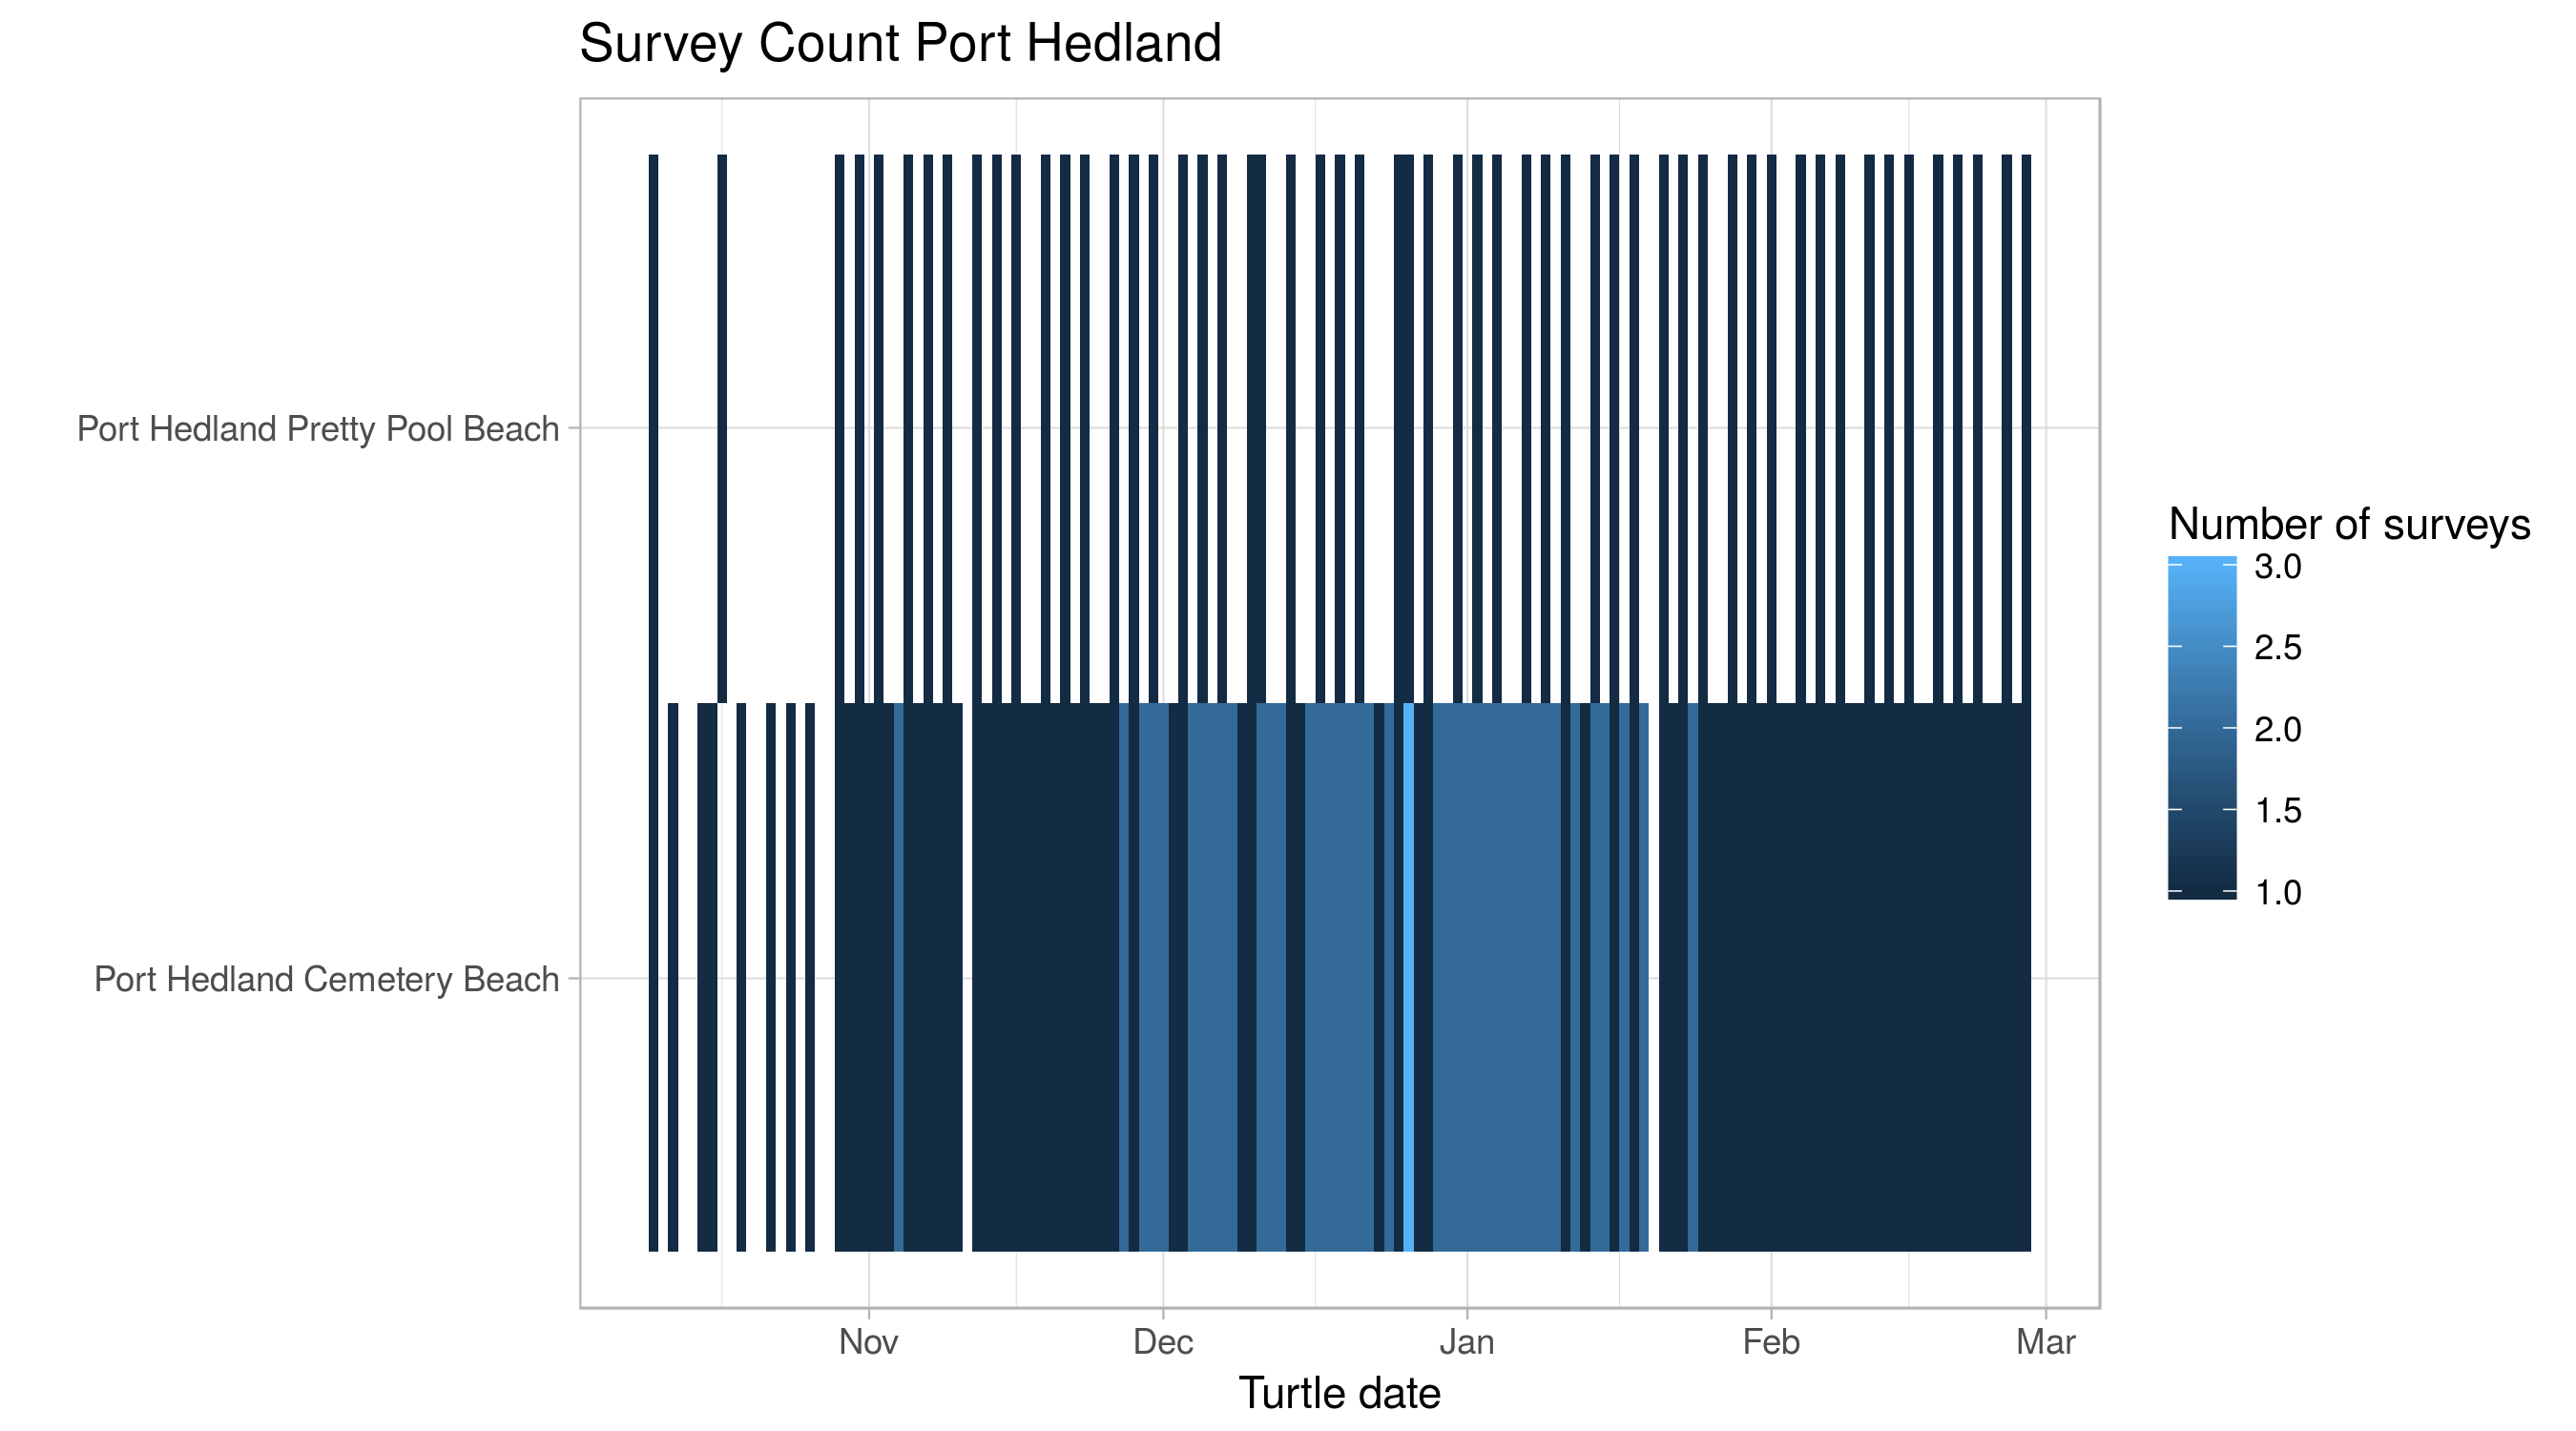 Survey Count Port Hedland
Port Hedland Pretty Pool Beach
Port Hedland Cemetery Beach
Nov
Dec
Jan
Feb
Mar
Turtle date
Number of surveys
3.0
2.5
2.0
1.5
1.0